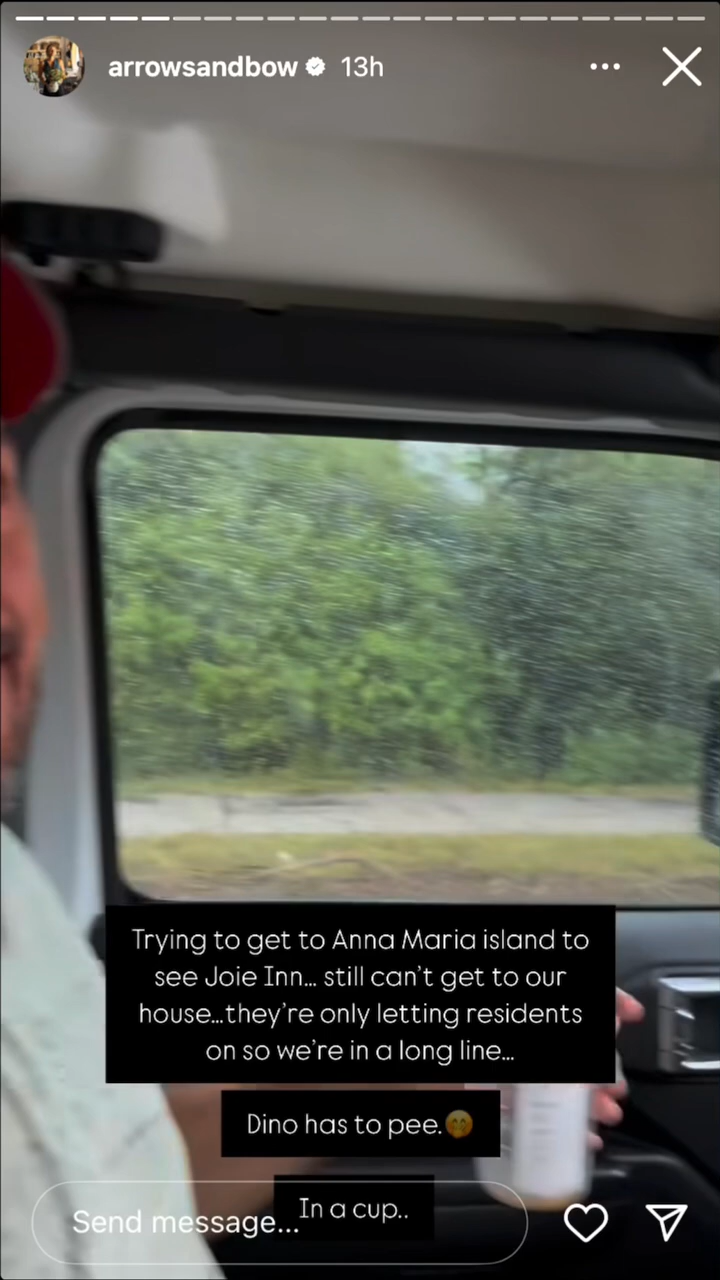 arrowsandbow 13h
Trying to get to Anna Maria island to
see Joie Inn... still can't get to our
house...they're only letting residents
on so we're in a long line...
Dino has to pee.🤭
In a cup..
Send message...